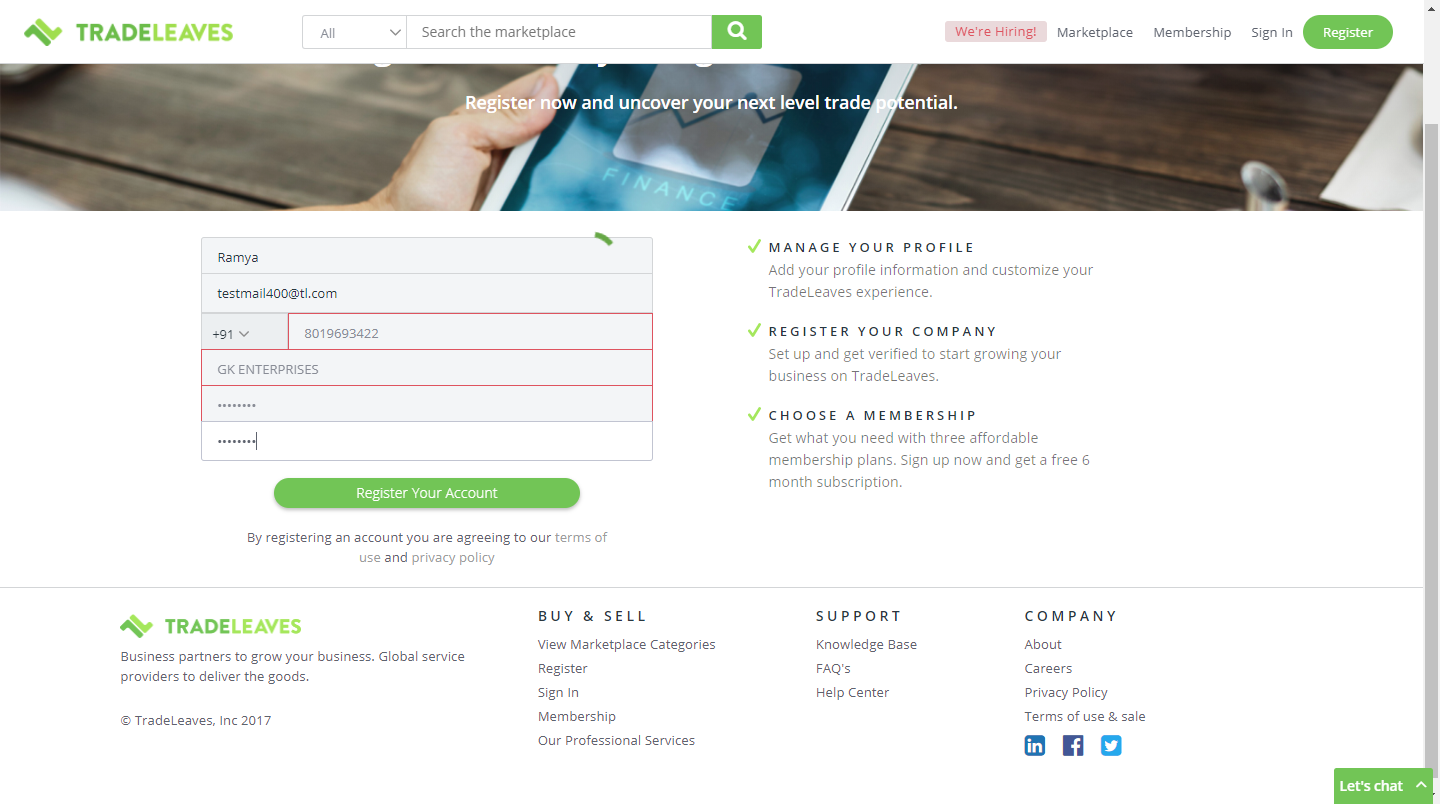 TRADELEAVES
All
Search the marketplace
We're Hiring!
Marketplace
Membership
Sign In
Register
Register now and uncover your next level trade potential.
FINANCE
Ramya
testmail400@tl.com
+91
8019693422
GK ENTERPRISES
••••••••
••••••••
Register Your Account
By registering an account you are agreeing to our terms of
use and privacy policy
MANAGE YOUR PROFILE
Add your profile information and customize your
TradeLeaves experience.
REGISTER YOUR COMPANY
Set up and get verified to start growing your
business on TradeLeaves.
CHOOSE A MEMBERSHIP
Get what you need with three affordable
membership plans. Sign up now and get a free 6
month subscription.
TRADELEAVES
Business partners to grow your business. Global service
providers to deliver the goods.
© TradeLeaves, Inc 2017
BUY & SELL
View Marketplace Categories
Register
Sign In
Membership
Our Professional Services
SUPPORT
Knowledge Base
FAQ's
Help Center
COMPANY
About
Careers
Privacy Policy
Terms of use & sale
Let's chat